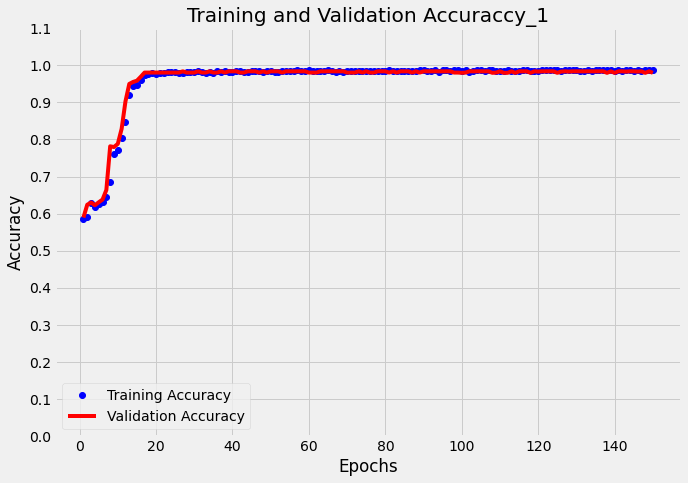 Training and Validation Accuraccy_1
1.1
1.0
0.9
0.8
0.7
0.6
0.5
0.4
0.3
0.2
0.1
0.0
Accuracy
Training Accuracy
Validation Accuracy
0 20 40 60 80 100 120 140
Epochs